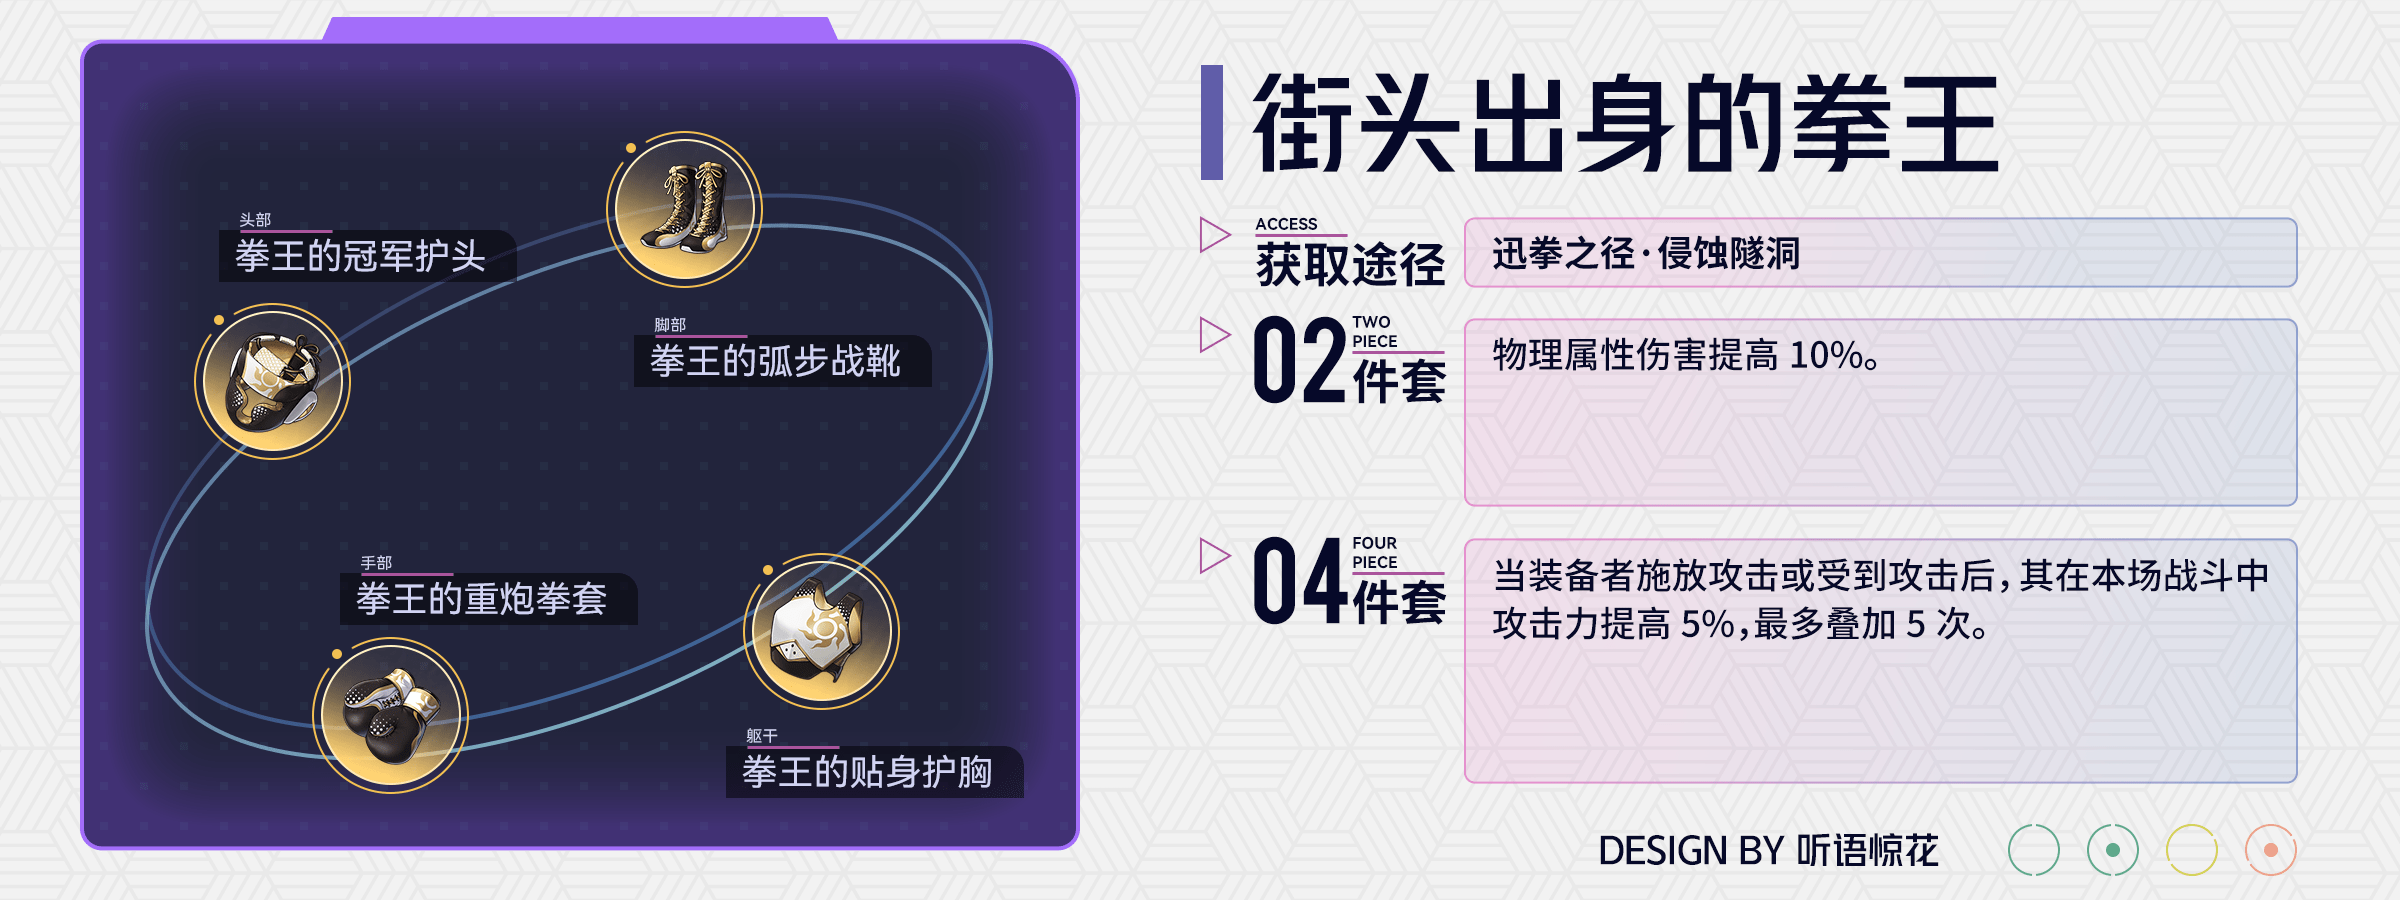 头部
拳王的冠军护头
脚部
拳王的弧步战靴
手部
拳王的重炮拳套
躯干
拳王的贴身护胸
街头出身的拳王
ACCESS
获取途径
迅拳之径·侵蚀隧洞
02
TWO
PIECE
件套
物理属性伤害提高 10%。
04
FOUR
PIECE
件套
当装备者施放攻击或受到攻击后，其在本场战斗中
攻击力提高 5%，最多叠加 5 次。
DESIGN BY 听语惊花